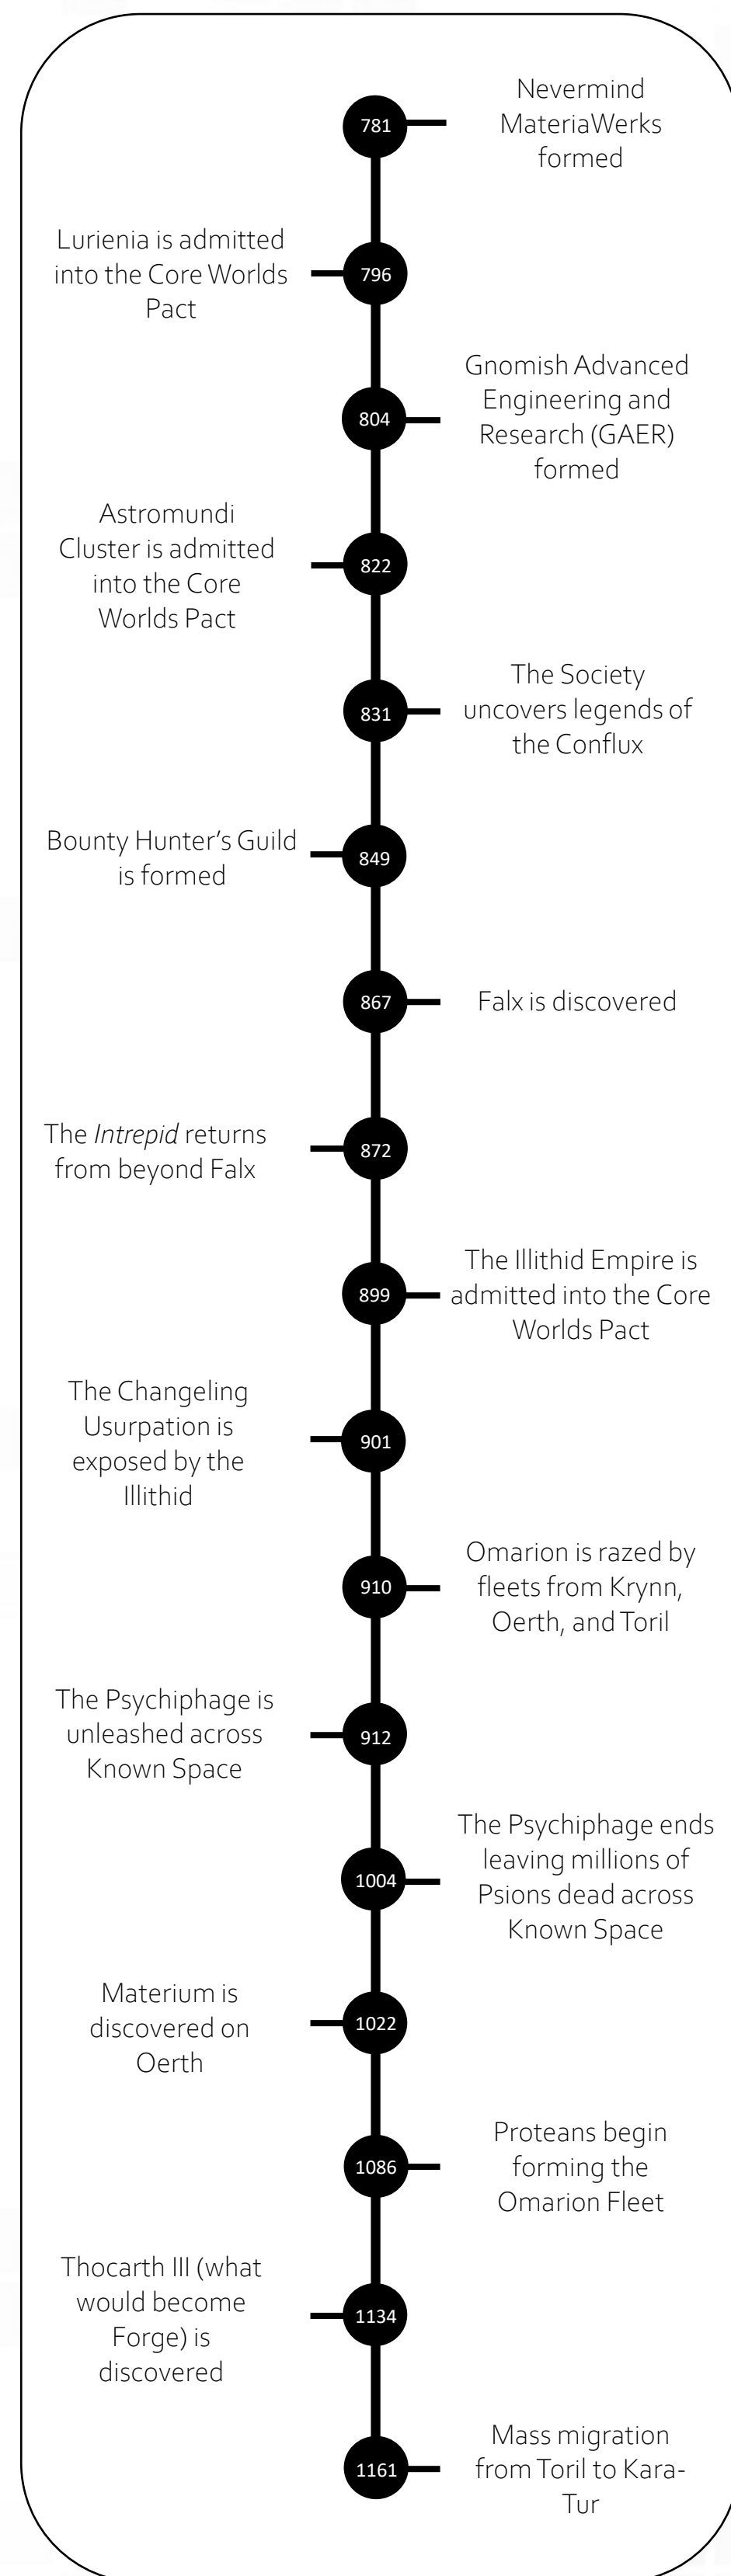 781
Nevermind
MateriaWerks
formed
Lurienia is admitted
into the Core Worlds
Pact
796
Gnomish Advanced
Engineering and
Research (GAER)
formed
804
Astromundi
Cluster is admitted
into the Core
Worlds Pact
822
The Society
uncovers legends of
the Conflux
831
Bounty Hunter’s Guild
is formed
849
867
Falx is discovered
The Intrepid returns
from beyond Falx
872
The Illithid Empire is
admitted into the Core
Worlds Pact
899
The Changeling
Usurpation is
exposed by the
Illithid
901
Omarion is razed by
fleets from Krynn,
Oerth, and Toril
910
The Psychiphage is
unleashed across
Known Space
912
The Psychiphage ends
leaving millions of
Psions dead across
Known Space
1004
Materium is
discovered on
Oerth
1022
Proteans begin
forming the
Omarion Fleet
1086
Thocarth III (what
would become
Forge) is
discovered
1134
Mass migration
from Toril to Kara-
Tur
1161